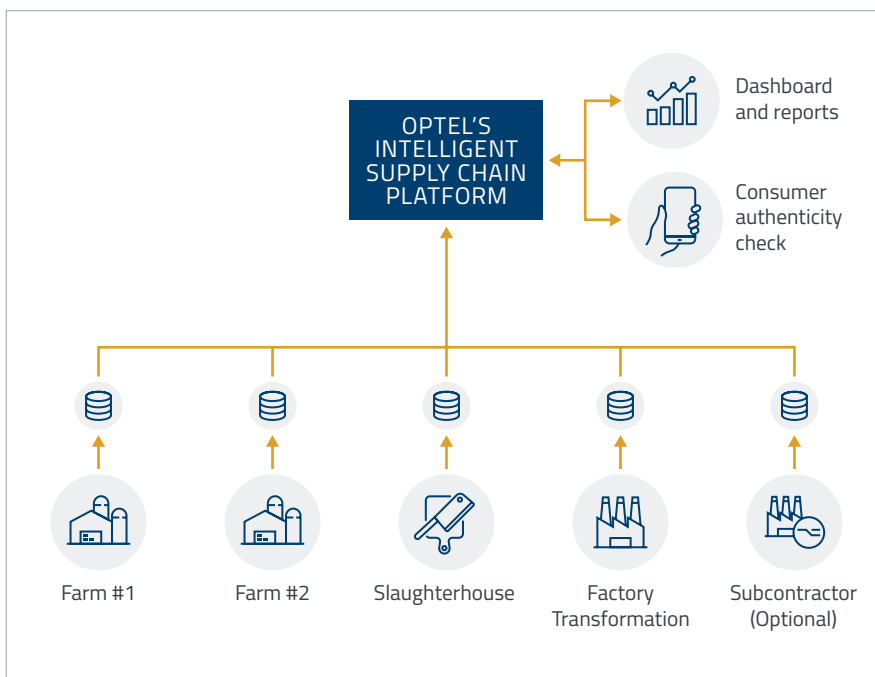 OPTEL'S
INTELLIGENT
SUPPLY CHAIN
PLATFORM
Dashboard
and reports
Consumer
authenticity
check
Farm #1
Farm #2
Slaughterhouse
Factory
Transformation
Subcontractor
(Optional)